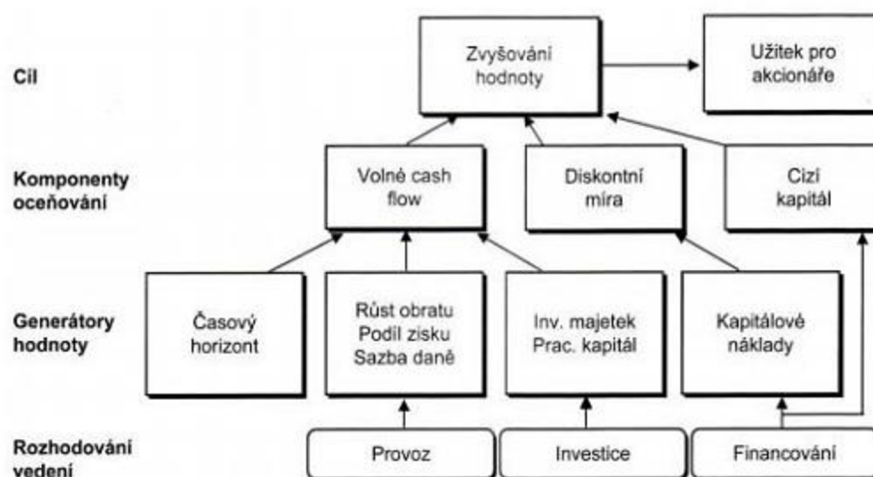 Cíl
Zvyšování
hodnoty
Užitek pro
akcionáře
Komponenty
oceňování
Volné cash
flow
Diskontní
míra
Cizí
kapitál
Generátory
hodnoty
Časový
horizont
Růst obratu
Podíl zisku
Sazba daně
Inv. majetek
Prac. kapitál
Kapitálové
náklady
Rozhodování
vedení
Provoz
Investice
Financování